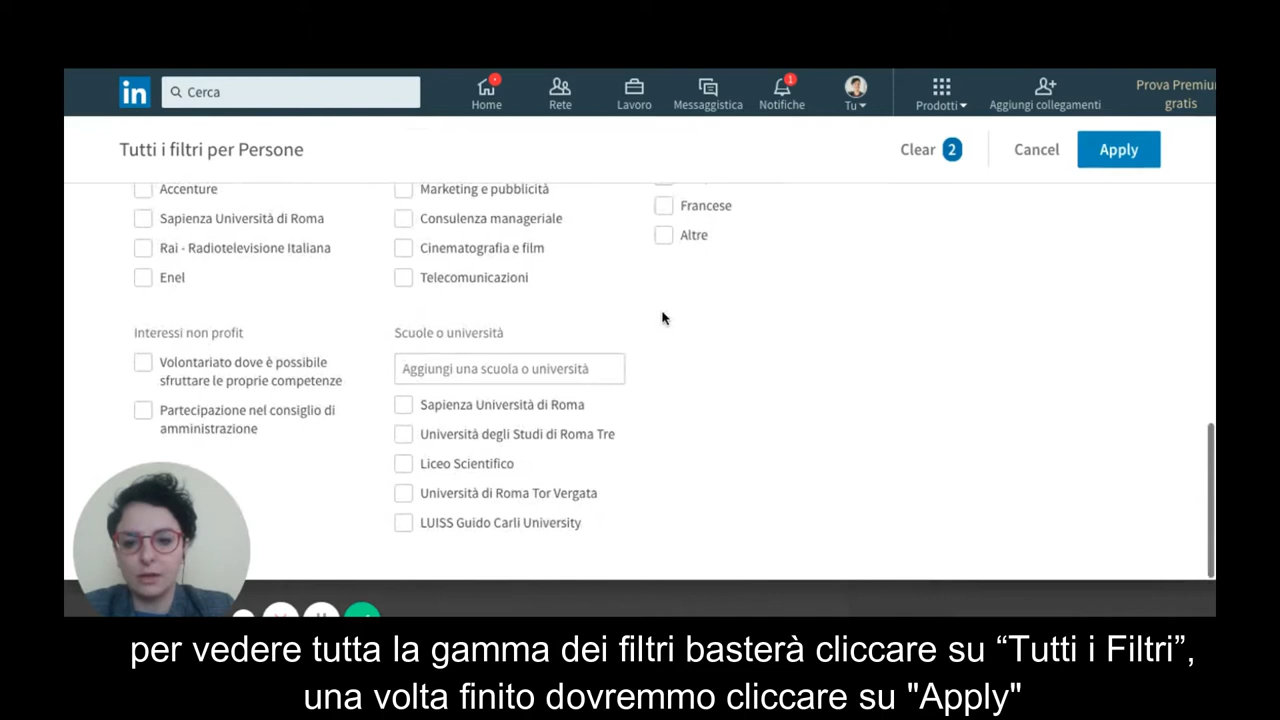 in
Cerca
Home
Rete
Lavoro
Messaggistica
1
Notifiche
Tu
Prodotti
Aggiungi collegamenti
Prova Premiu
gratis
Tutti i filtri per Persone
Clear 2
Cancel
Apply
Accenture
Sapienza Università di Roma
Rai - Radiotelevisione Italiana
Enel
Marketing e pubblicità
Consulenza manageriale
Cinematografia e film
Telecomunicazioni
Francese
Altre
Interessi non profit
Volontariato dove è possibile
sfruttare le proprie competenze
Partecipazione nel consiglio di
amministrazione
Scuole o università
Aggiungi una scuola o università
Sapienza Università di Roma
Università degli Studi di Roma Tre
Liceo Scientifico
Università di Roma Tor Vergata
LUISS Guido Carli University
per vedere tutta la gamma dei filtri basterà cliccare su “Tutti i Filtri”,
una volta finito dovremmo cliccare su "Apply"